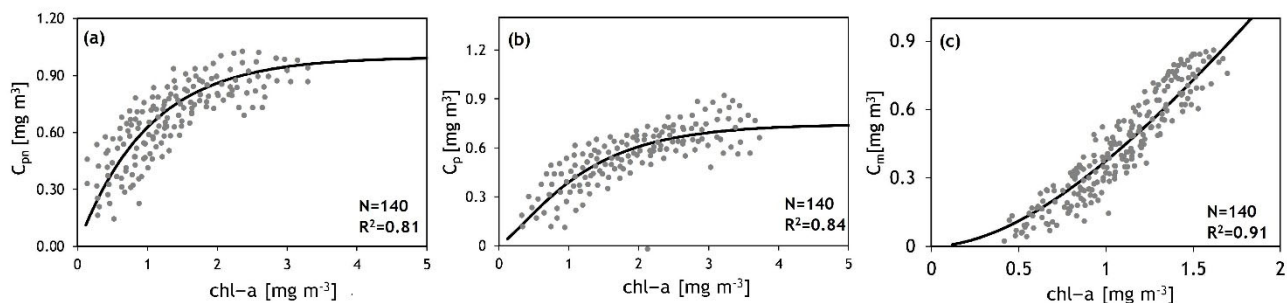 (a)
1.20
0.90
0.60
0.30
0.00
C_pn [mg m³]
N=140
R²=0.81
0 1 2 3 4 5
chl–a [mg m⁻³]
(b)
1.2
0.9
0.6
0.3
0
C_p [mg m³]
N=140
R²=0.84
0 1 2 3 4 5
chl–a [mg m⁻³]
(c)
0.9
0.6
0.3
0
C_m[mg m³]
N=140
R²=0.91
0 0.5 1 1.5 2
chl–a [mg m⁻³]